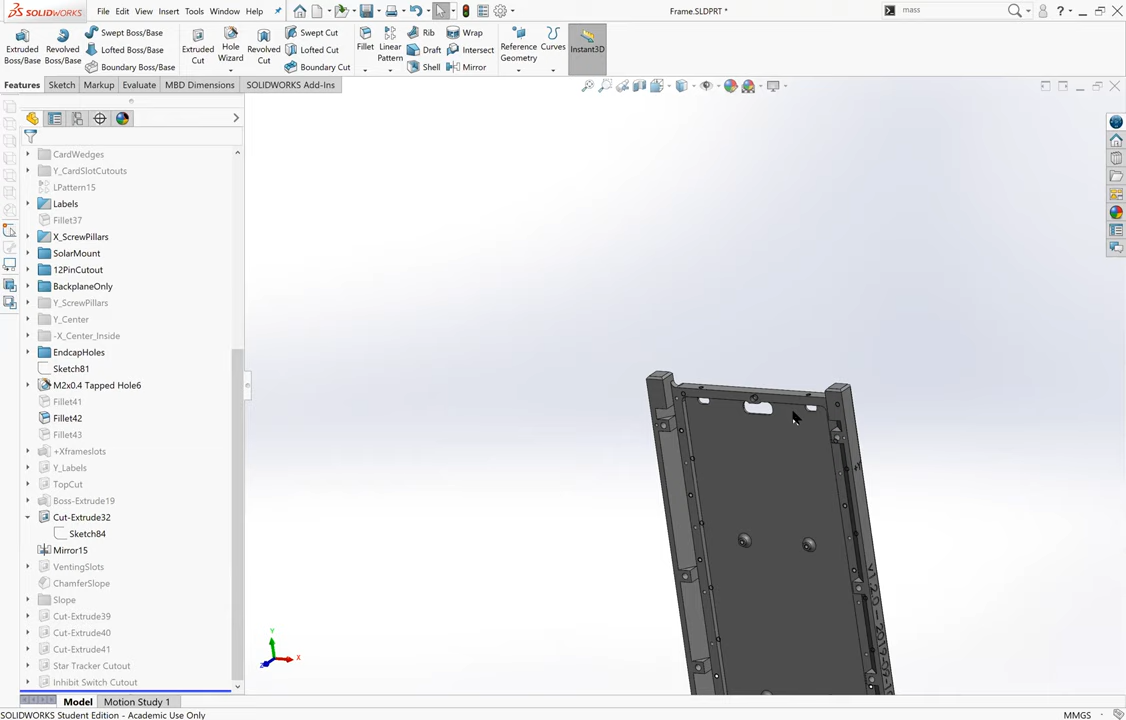 SOLIDWORKS File Edit View Insert Tools Window Help Frame.SLDPRT * mass
Extruded Boss/Base
Revolved Boss/Base
Swept Boss/Base
Lofted Boss/Base
Boundary Boss/Base
Extruded Cut
Hole Wizard
Revolved Cut
Swept Cut
Lofted Cut
Boundary Cut
Fillet
Linear Pattern
Rib
Draft
Shell
Wrap
Intersect
Mirror
Reference Geometry
Curves
Instant3D
Features Sketch Markup Evaluate MBD Dimensions SOLIDWORKS Add-Ins
CardWedges
Y_CardSlotCutouts
LPattern15
Labels
Fillet37
X_ScrewPillars
SolarMount
12PinCutout
BackplaneOnly
Y_ScrewPillars
Y_Center
-X_Center_Inside
EndcapHoles
Sketch81
M2x0.4 Tapped Hole6
Fillet41
Fillet42
Fillet43
+Xframeslots
Y_Labels
TopCut
Boss-Extrude19
Cut-Extrude32
Sketch84
Mirror15
VentingSlots
ChamferSlope
Slope
Cut-Extrude39
Cut-Extrude40
Cut-Extrude41
Star Tracker Cutout
Inhibit Switch Cutout
Y
X
Z
Model Motion Study 1
SOLIDWORKS Student Edition - Academic Use Only MMGS